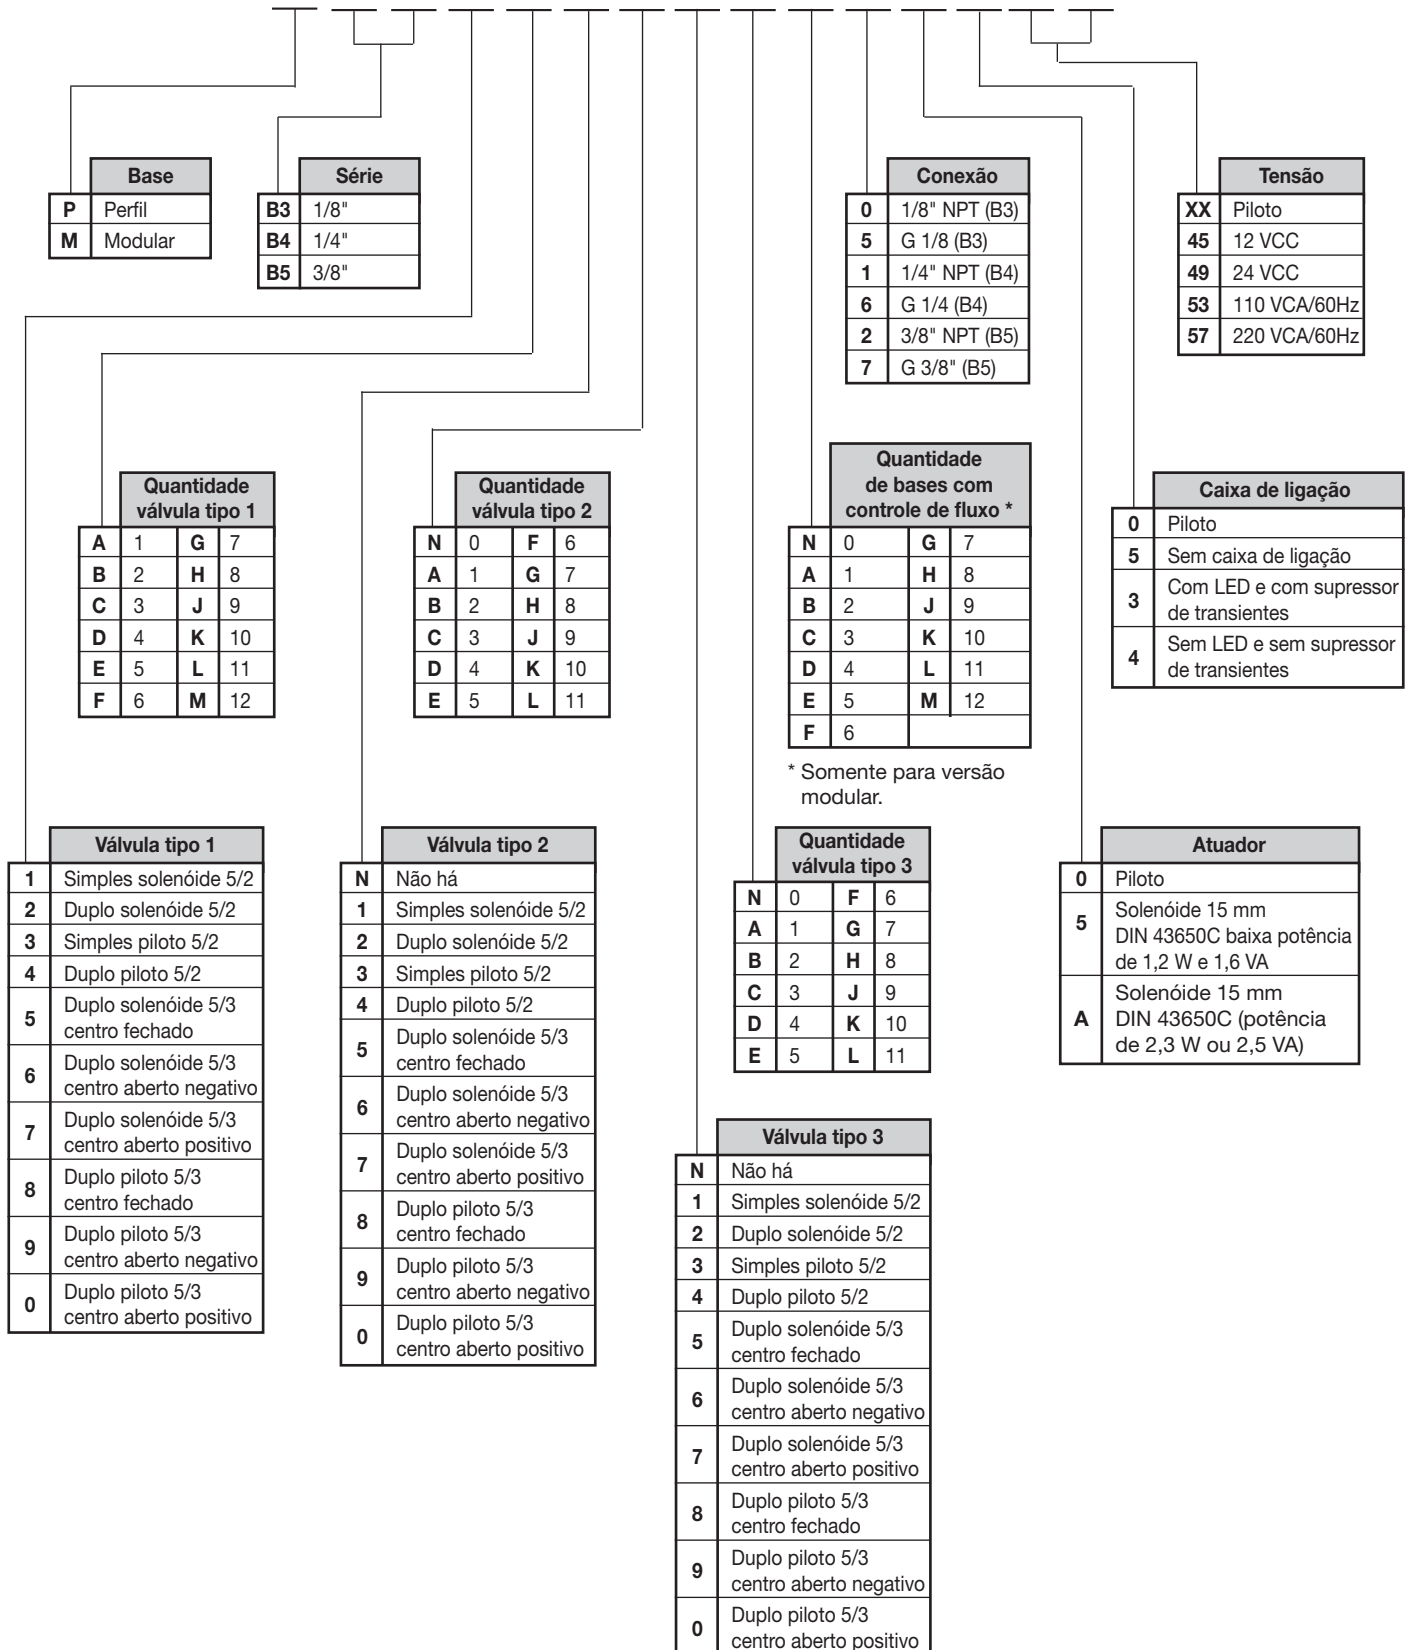 Base
P Perfil
M Modular
Série
B3 1/8"
B4 1/4"
B5 3/8"
Conexão
0 1/8" NPT (B3)
5 G 1/8 (B3)
1 1/4" NPT (B4)
6 G 1/4 (B4)
2 3/8" NPT (B5)
7 G 3/8" (B5)
Tensão
XX Piloto
45 12 VCC
49 24 VCC
53 110 VCA/60Hz
57 220 VCA/60Hz
Quantidade
válvula tipo 1
A 1 G 7
B 2 H 8
C 3 J 9
D 4 K 10
E 5 L 11
F 6 M 12
Quantidade
válvula tipo 2
N 0 F 6
A 1 G 7
B 2 H 8
C 3 J 9
D 4 K 10
E 5 L 11
Quantidade
de bases com
controle de fluxo *
N 0 G 7
A 1 H 8
B 2 J 9
C 3 K 10
D 4 L 11
E 5 M 12
F 6
* Somente para versão
modular.
Caixa de ligação
0 Piloto
5 Sem caixa de ligação
3 Com LED e com supressor
de transientes
4 Sem LED e sem supressor
de transientes
Válvula tipo 1
1 Simples solenóide 5/2
2 Duplo solenóide 5/2
3 Simples piloto 5/2
4 Duplo piloto 5/2
5 Duplo solenóide 5/3
centro fechado
6 Duplo solenóide 5/3
centro aberto negativo
7 Duplo solenóide 5/3
centro aberto positivo
8 Duplo piloto 5/3
centro fechado
9 Duplo piloto 5/3
centro aberto negativo
0 Duplo piloto 5/3
centro aberto positivo
Válvula tipo 2
N Não há
1 Simples solenóide 5/2
2 Duplo solenóide 5/2
3 Simples piloto 5/2
4 Duplo piloto 5/2
5 Duplo solenóide 5/3
centro fechado
6 Duplo solenóide 5/3
centro aberto negativo
7 Duplo solenóide 5/3
centro aberto positivo
8 Duplo piloto 5/3
centro fechado
9 Duplo piloto 5/3
centro aberto negativo
0 Duplo piloto 5/3
centro aberto positivo
Quantidade
válvula tipo 3
N 0 F 6
A 1 G 7
B 2 H 8
C 3 J 9
D 4 K 10
E 5 L 11
Atuador
0 Piloto
5 Solenóide 15 mm
DIN 43650C baixa potência
de 1,2 W e 1,6 VA
A Solenóide 15 mm
DIN 43650C (potência
de 2,3 W ou 2,5 VA)
Válvula tipo 3
N Não há
1 Simples solenóide 5/2
2 Duplo solenóide 5/2
3 Simples piloto 5/2
4 Duplo piloto 5/2
5 Duplo solenóide 5/3
centro fechado
6 Duplo solenóide 5/3
centro aberto negativo
7 Duplo solenóide 5/3
centro aberto positivo
8 Duplo piloto 5/3
centro fechado
9 Duplo piloto 5/3
centro aberto negativo
0 Duplo piloto 5/3
centro aberto positivo